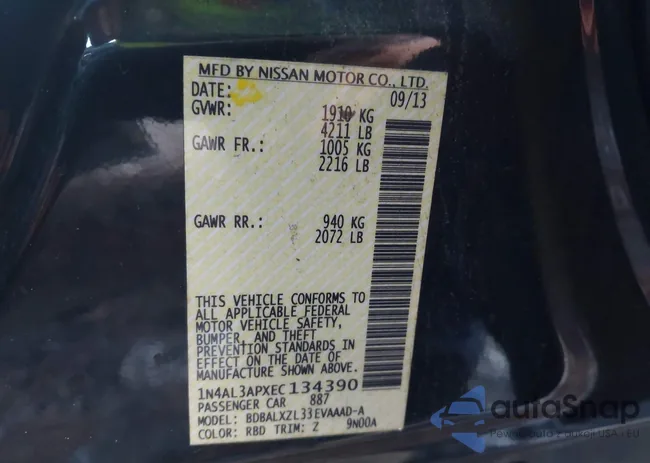 MFD BY NISSAN MOTOR CO., LTD.
DATE: 09/13
GVWR: 1910 KG
4211 LB
GAWR FR.: 1005 KG
2216 LB
GAWR RR.: 940 KG
2072 LB
THIS VEHICLE CONFORMS TO
ALL APPLICABLE FEDERAL
MOTOR VEHICLE SAFETY,
BUMPER, AND THEFT
PREVENTION STANDARDS IN
EFFECT ON THE DATE OF
MANUFACTURE SHOWN ABOVE.
1N4AL3APXEC134390
PASSENGER CAR 887
MODEL: BDBALXZL33EVAAAD-A
COLOR: RBD TRIM: Z 9N00A
autoSnap